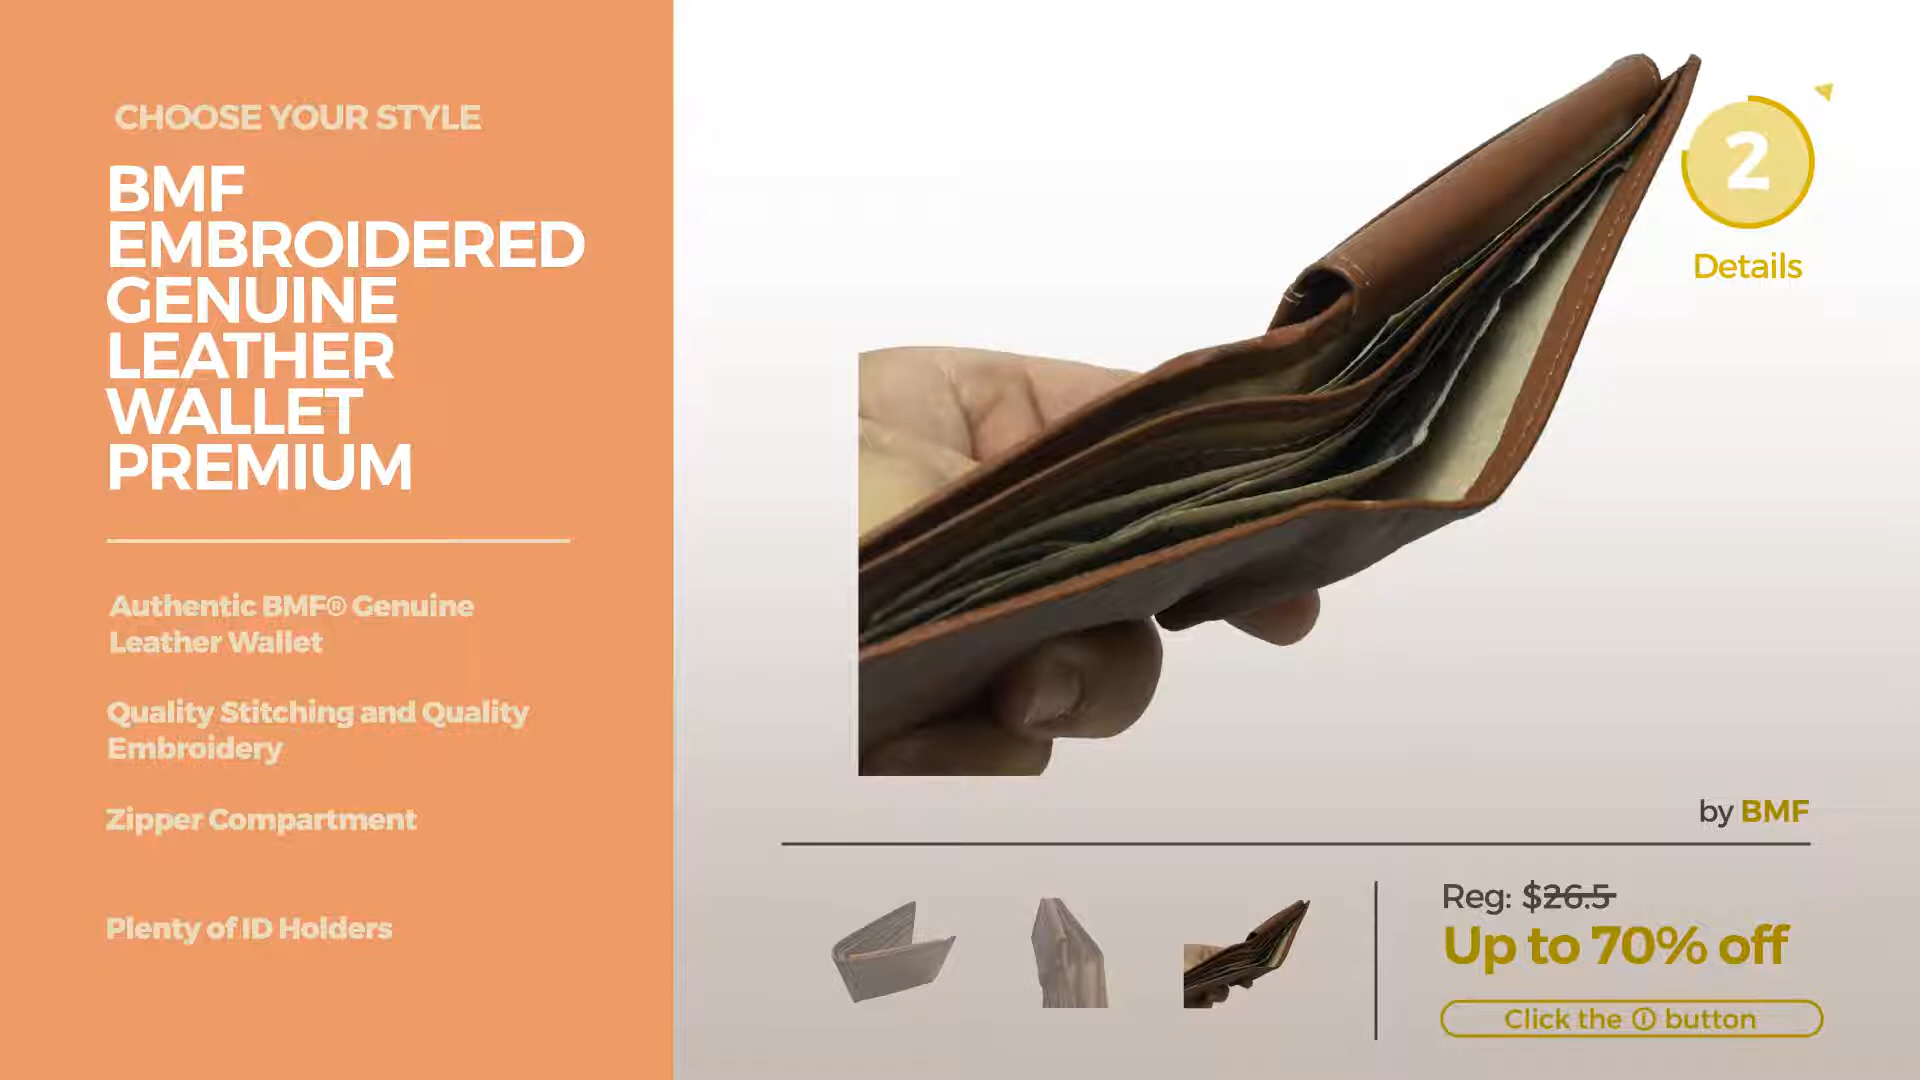 CHOOSE YOUR STYLE
BMF
EMBROIDERED
GENUINE
LEATHER
WALLET
PREMIUM
Authentic BMF® Genuine
Leather Wallet
Quality Stitching and Quality
Embroidery
Zipper Compartment
Plenty of ID Holders
2
Details
by BMF
Reg: $26.5
Up to 70% off
Click the ⓘ button